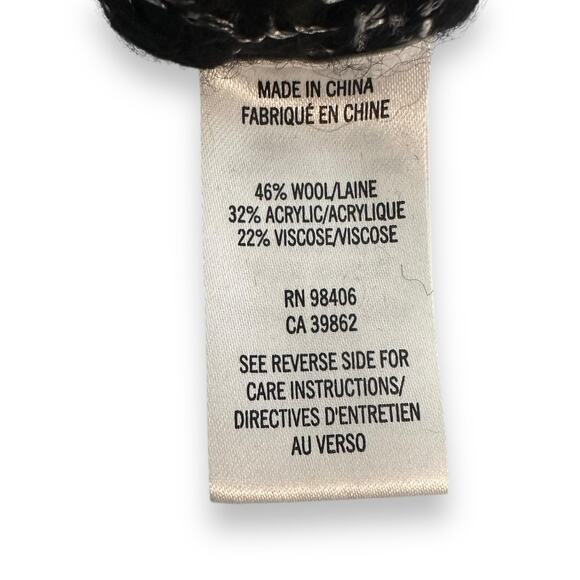 MADE IN CHINA
FABRIQUÉ EN CHINE
46% WOOL/LAINE
32% ACRYLIC/ACRYLIQUE
22% VISCOSE/VISCOSE
RN 98406
CA 39862
SEE REVERSE SIDE FOR
CARE INSTRUCTIONS/
DIRECTIVES D'ENTRETIEN
AU VERSO